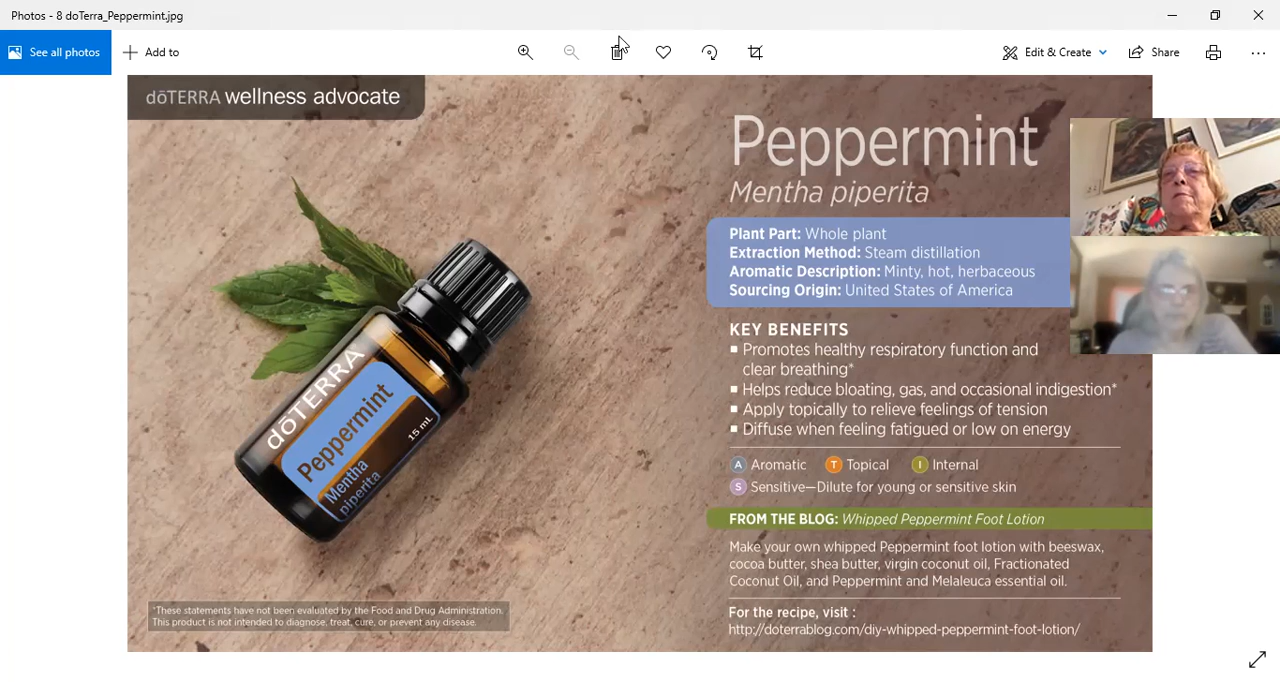 Photos - 8 doTerra_Peppermint.jpg
See all photos
Add to
Edit & Create
Share
dōTERRA wellness advocate
Peppermint
Mentha piperita
Plant Part: Whole plant
Extraction Method: Steam distillation
Aromatic Description: Minty, hot, herbaceous
Sourcing Origin: United States of America
KEY BENEFITS
▪ Promotes healthy respiratory function and
clear breathing*
▪ Helps reduce bloating, gas, and occasional indigestion*
▪ Apply topically to relieve feelings of tension
▪ Diffuse when feeling fatigued or low on energy
A Aromatic T Topical I Internal
S Sensitive—Dilute for young or sensitive skin
FROM THE BLOG: Whipped Peppermint Foot Lotion
Make your own whipped Peppermint foot lotion with beeswax,
cocoa butter, shea butter, virgin coconut oil, Fractionated
Coconut Oil, and Peppermint and Melaleuca essential oil.
For the recipe, visit :
http://doterrablog.com/diy-whipped-peppermint-foot-lotion/
dōTERRA
Peppermint
Mentha
piperita
15 mL
*These statements have not been evaluated by the Food and Drug Administration.
This product is not intended to diagnose, treat, cure, or prevent any disease.